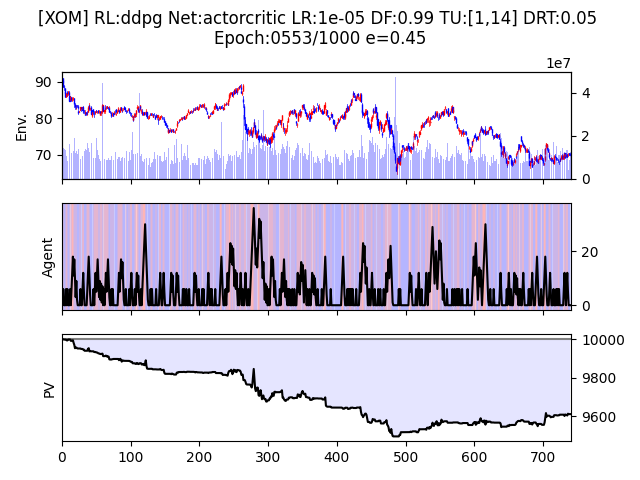 [XOM] RL:ddpg Net:actorcritic LR:1e-05 DF:0.99 TU:[1,14] DRT:0.05
Epoch:0553/1000 e=0.45
1e7
90
80
70
Env.
4
2
0
Agent
20
0
PV
10000
9800
9600
0 100 200 300 400 500 600 700